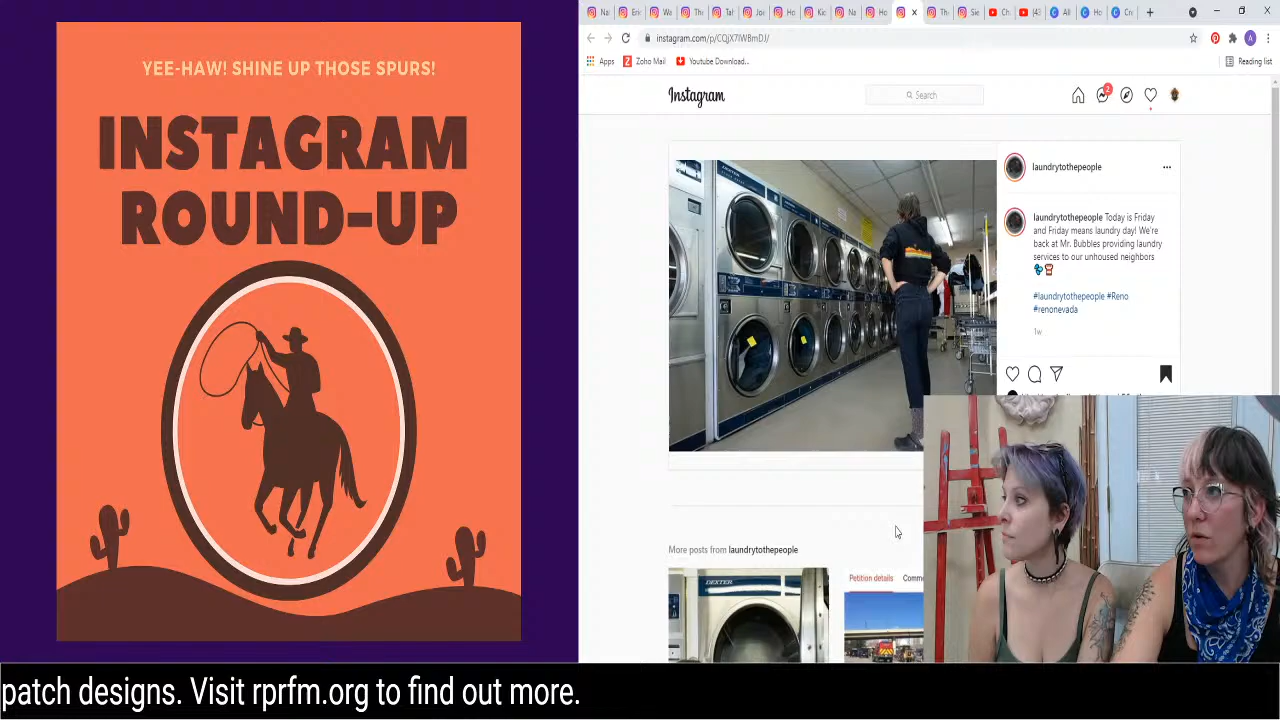 YEE-HAW! SHINE UP THOSE SPURS!
INSTAGRAM
ROUND-UP
instagram.com/p/CQjX7lWBmDJ/
Apps
Zoho Mail
Youtube Download...
Reading list
Instagram
Search
2
laundrytothepeople
laundrytothepeople Today is Friday
and Friday means laundry day! We're
back at Mr. Bubbles providing laundry
services to our unhoused neighbors
#laundrytothepeople #Reno
#renonevada
1w
More posts from laundrytothepeople
DEXTER
Petition details
Comm
patch designs. Visit rprfm.org to find out more.